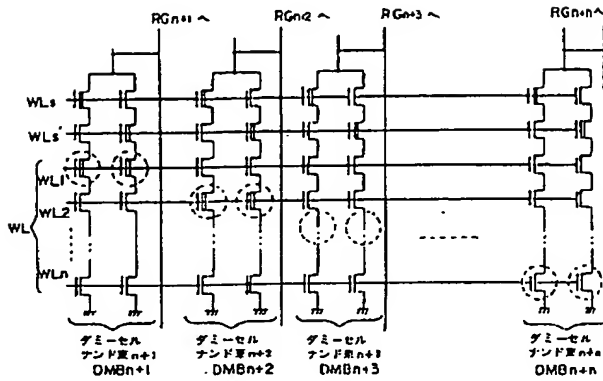 RGn+1 へ RGn+2 へ RGn+3 へ RGn+n へ
WLs
WLs'
WL1
WL2
WL
WLn
ダミーセル ダミーセル ダミーセル ダミーセル
ナンド束n+1 ナンド束n+2 ナンド束n+3 ナンド束n+n
DMBn+1 DMBn+2 DMBn+3 DMBn+n